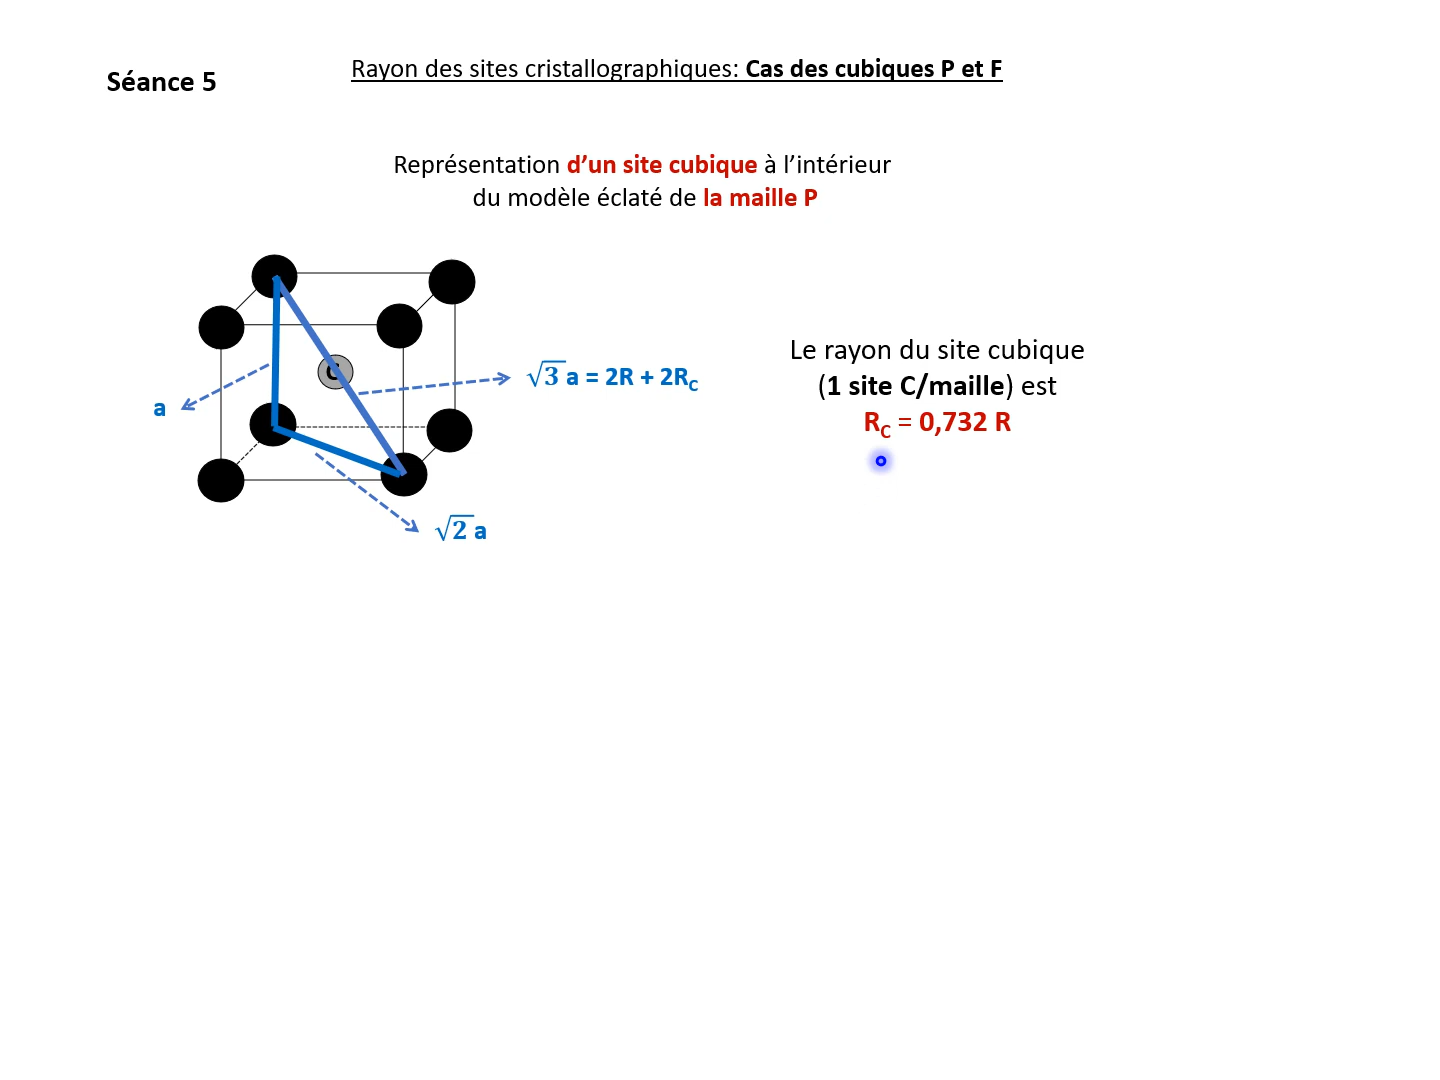 Séance 5
Rayon des sites cristallographiques: Cas des cubiques P et F
Représentation d’un site cubique à l’intérieur
du modèle éclaté de la maille P
C
a
√3 a = 2R + 2RC
√2 a
Le rayon du site cubique
(1 site C/maille) est
RC = 0,732 R